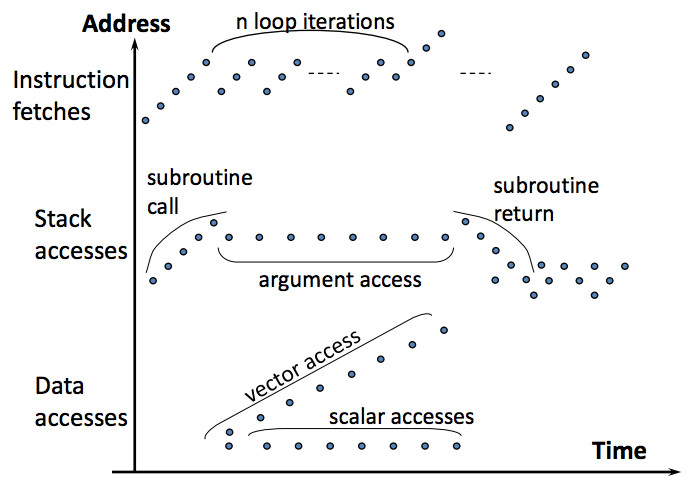 Address
n loop iterations
Instruction
fetches
subroutine
call
subroutine
return
Stack
accesses
argument access
vector access
Data
accesses
scalar accesses
Time